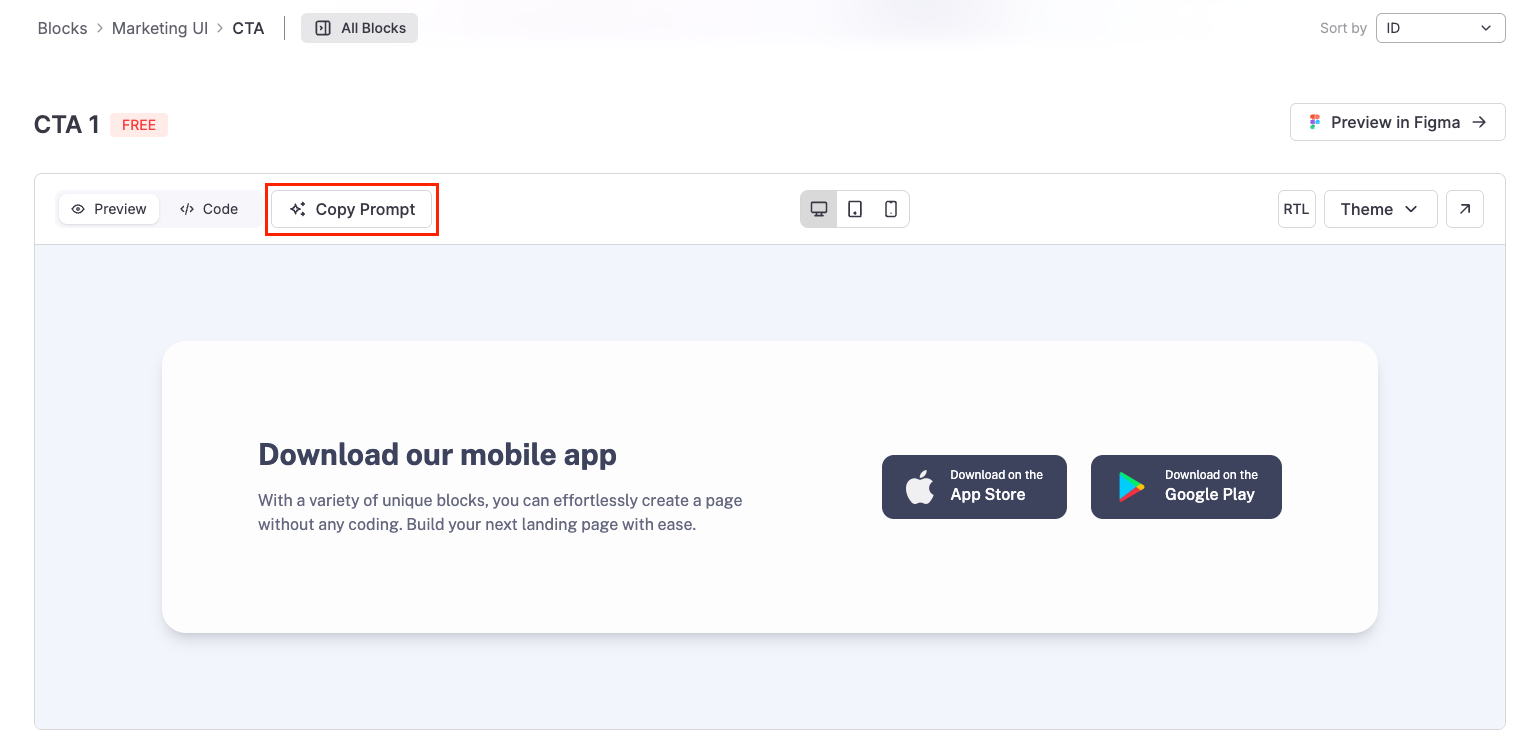 Blocks > Marketing UI > CTA | All Blocks
Sort by ID
CTA 1 FREE
Preview in Figma
Preview Code Copy Prompt
RTL Theme
Download our mobile app
With a variety of unique blocks, you can effortlessly create a page
without any coding. Build your next landing page with ease.
Download on the
App Store
Download on the
Google Play